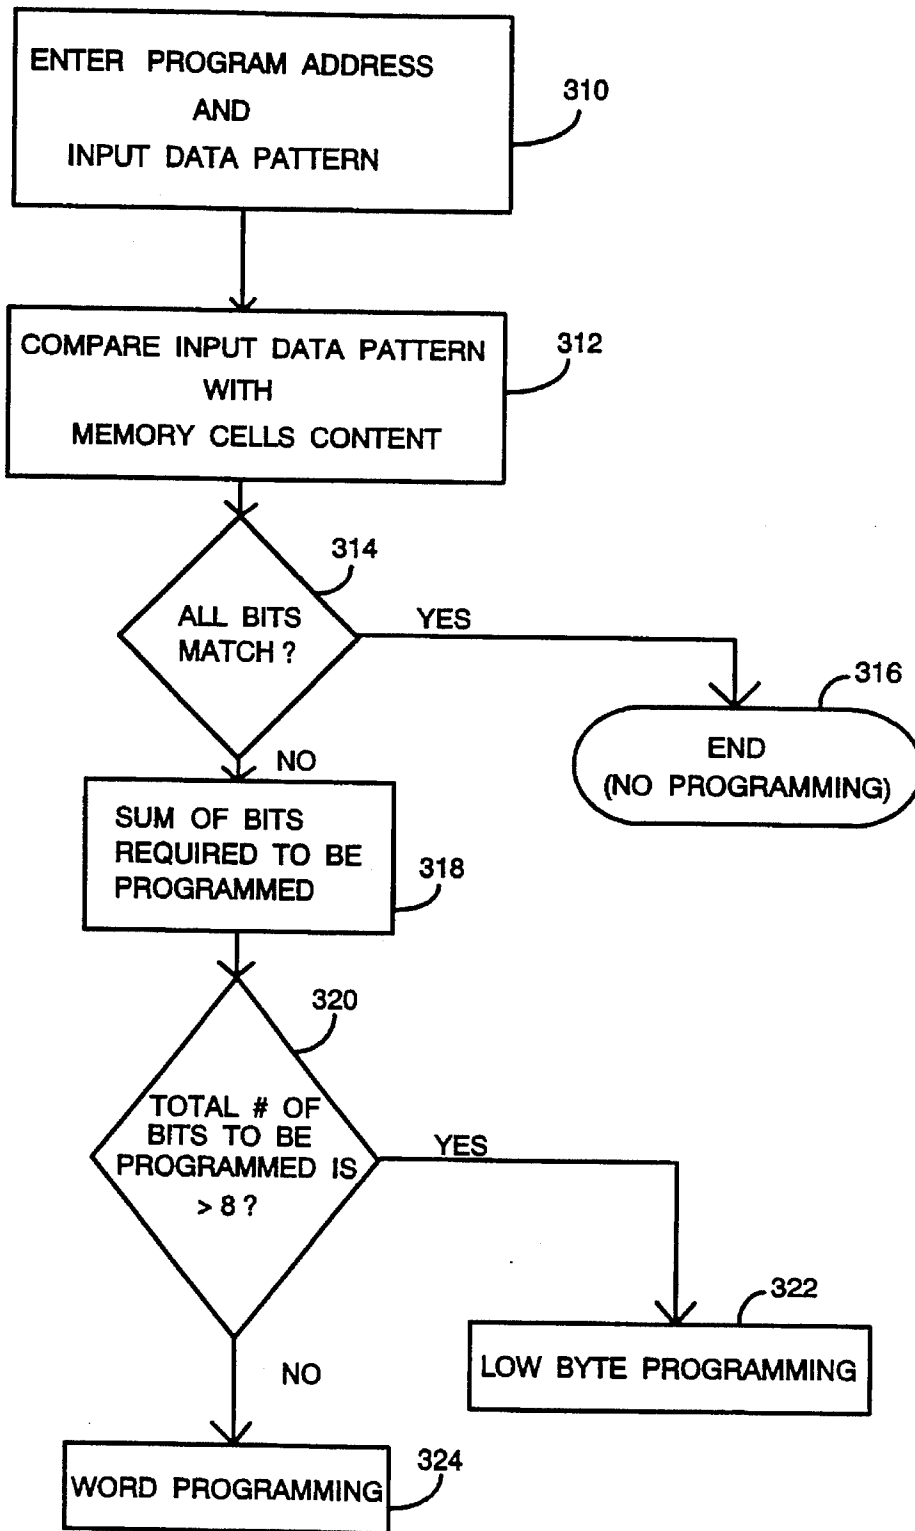 ENTER PROGRAM ADDRESS
AND
INPUT DATA PATTERN
310
COMPARE INPUT DATA PATTERN
WITH
MEMORY CELLS CONTENT
312
314
ALL BITS
MATCH ?
YES
316
END
(NO PROGRAMMING)
NO
SUM OF BITS
REQUIRED TO BE
PROGRAMMED
318
320
TOTAL # OF
BITS TO BE
PROGRAMMED IS
> 8 ?
YES
322
LOW BYTE PROGRAMMING
NO
324
WORD PROGRAMMING